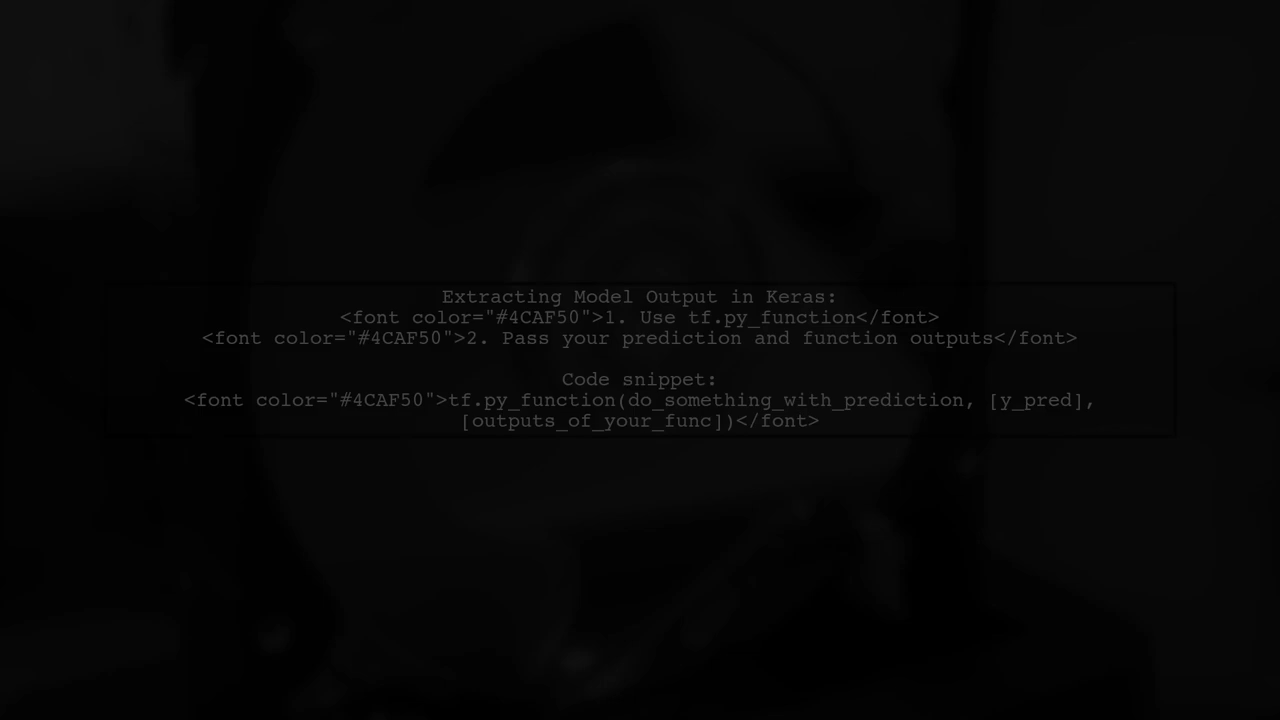 Extracting Model Output in Keras:
<font color="#4CAF50">1. Use tf.py_function</font>
<font color="#4CAF50">2. Pass your prediction and function outputs</font>
Code snippet:
<font color="#4CAF50">tf.py_function(do_something_with_prediction, [y_pred],
[outputs_of_your_func])</font>